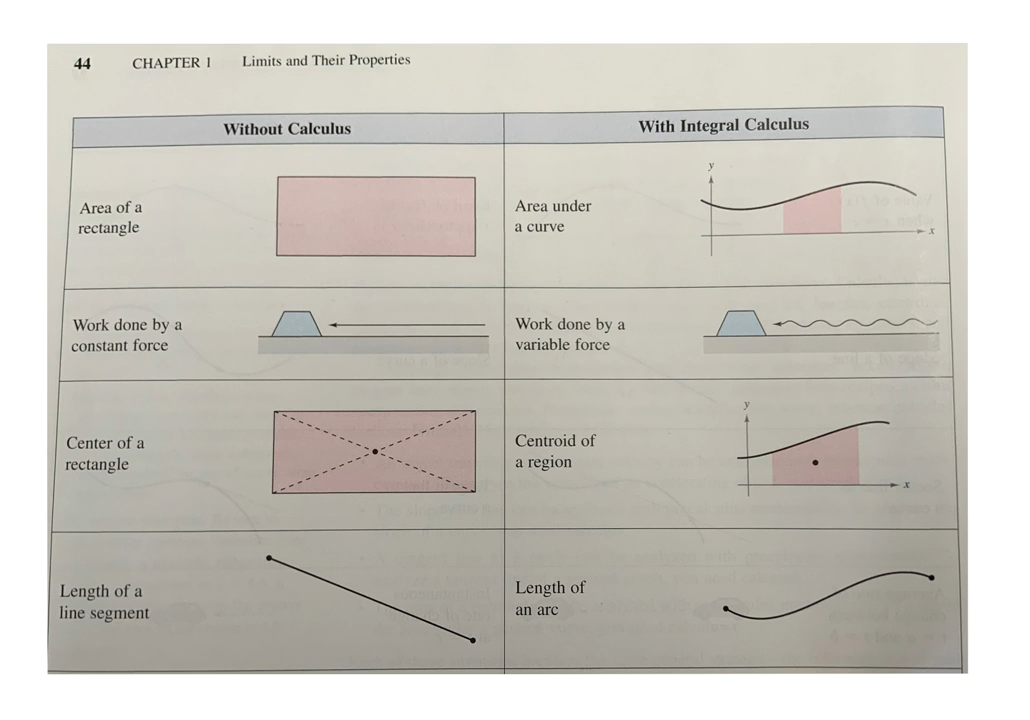 44 CHAPTER 1 Limits and Their Properties
Without Calculus
With Integral Calculus
Area of a
rectangle
Area under
a curve
y
x
Work done by a
constant force
Work done by a
variable force
Center of a
rectangle
Centroid of
a region
y
x
Length of a
line segment
Length of
an arc